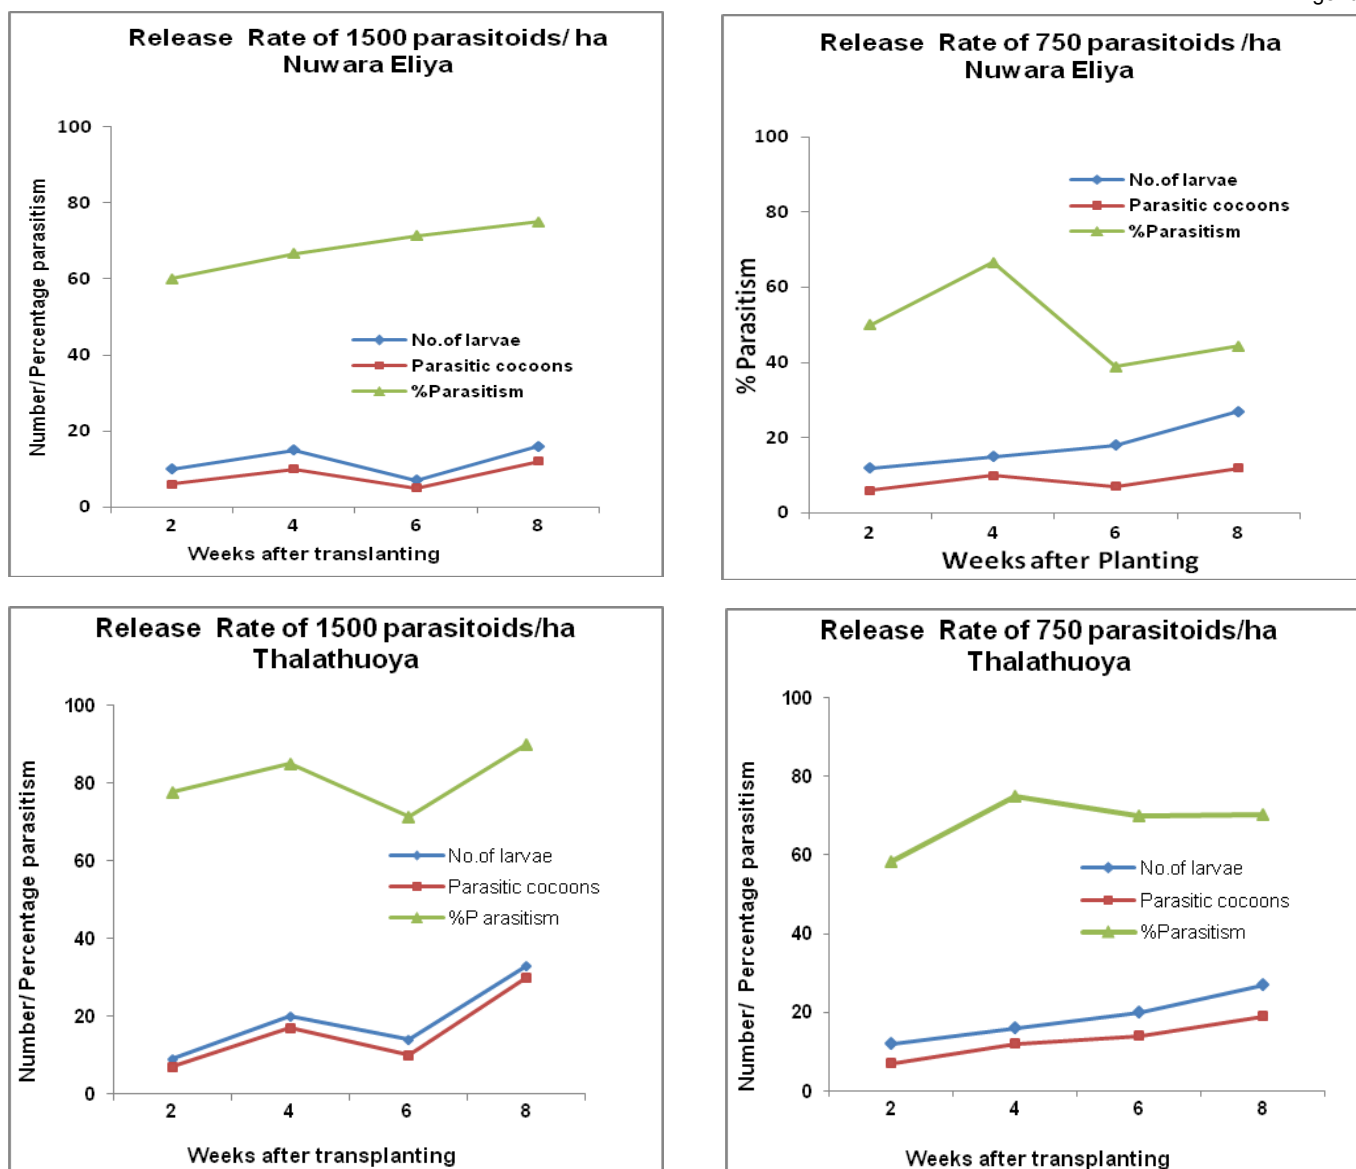 Release Rate of 1500 parasitoids/ ha
Nuwara Eliya
100
80
60
40
20
0
Number/ Percentage parasitism
No.of larvae
Parasitic cocoons
%Parasitism
2 4 6 8
Weeks after translanting
Release Rate of 750 parasitoids /ha
Nuwara Eliya
100
80
60
40
20
0
% Parasitism
No.of larvae
Parasitic cocoons
%Parasitism
2 4 6 8
Weeks after Planting
Release Rate of 1500 parasitoids/ha
Thalathuoya
100
80
60
40
20
0
Number/ Percentage parasitism
No.of larvae
Parasitic cocoons
%P arasitism
2 4 6 8
Weeks after transplanting
Release Rate of 750 parasitoids/ha
Thalathuoya
100
80
60
40
20
0
Number/ Percentage parasitism
No.of larvae
Parasitic cocoons
%Parasitism
2 4 6 8
Weeks after transplanting